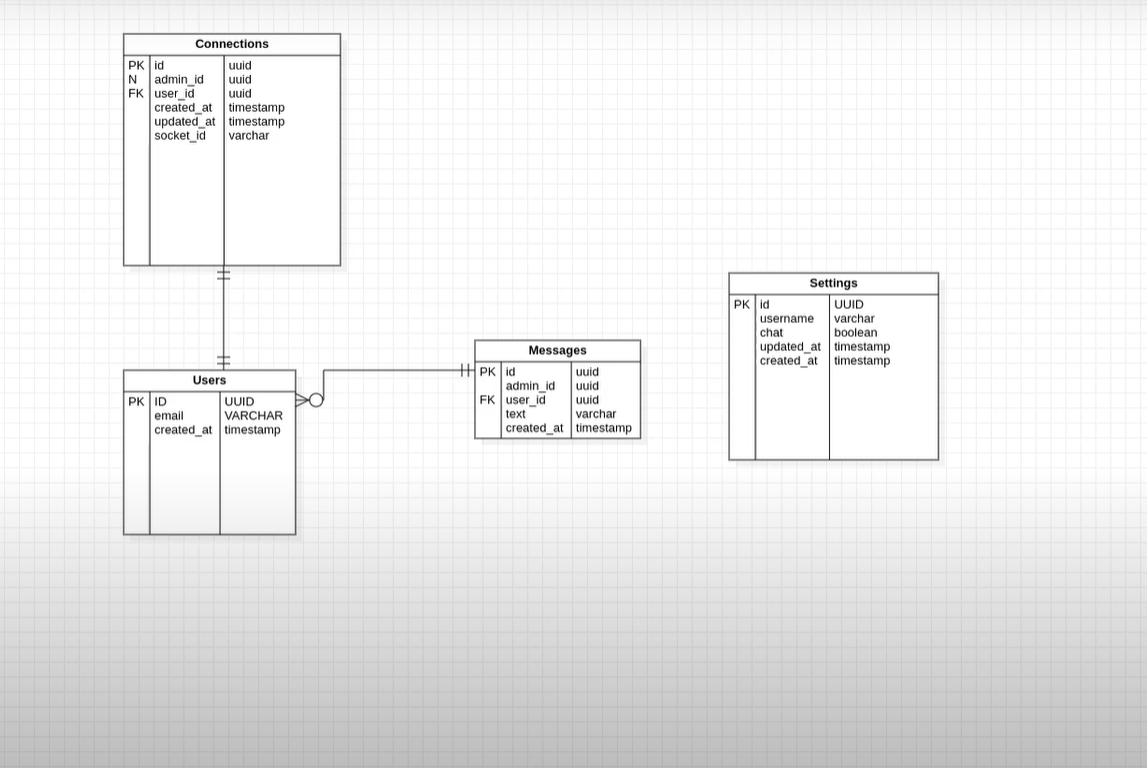 Connections
PK id uuid
N admin_id uuid
FK user_id uuid
created_at timestamp
updated_at timestamp
socket_id varchar
Users
PK ID UUID
email VARCHAR
created_at timestamp
Messages
PK id uuid
admin_id uuid
FK user_id uuid
text varchar
created_at timestamp
Settings
PK id UUID
username varchar
chat boolean
updated_at timestamp
created_at timestamp